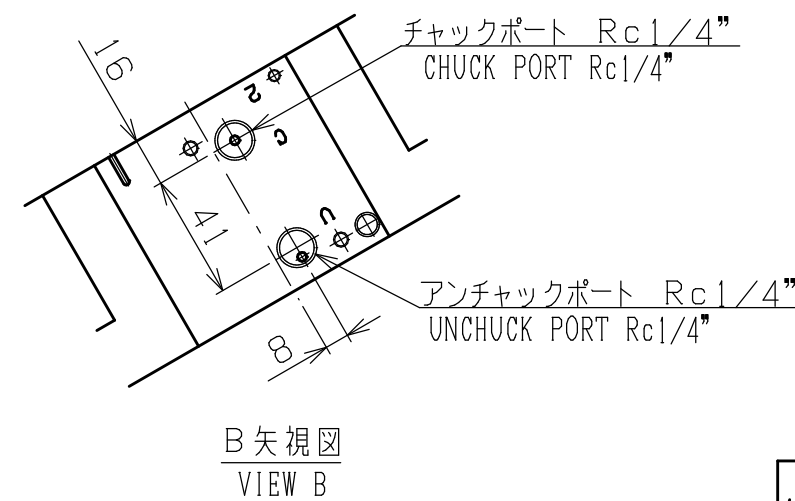 チャックポート Rc1/4"
CHUCK PORT Rc1/4"
16
2
C
41
U
アンチャックポート Rc1/4"
UNCHUCK PORT Rc1/4"
8
B矢視図
VIEW B